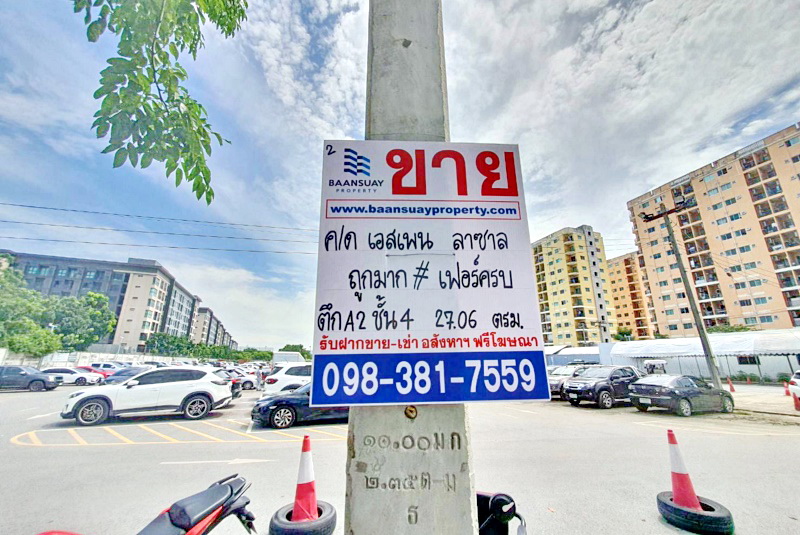 2
BAANSUAY
PROPERTY
ขาย
www.baansuayproperty.com
ค/ด เอสเพน ลาซาล
ถูกมาก # เฟอร์ครบ
ตึก A2 ชั้น 4 27.06 ตรม.
รับฝากขาย-เช่า อสังหาฯ ฟรีโฆษณา
098-381-7559
๑๐.๐๐ มก
๒.๓๕ ต-ม
ธ